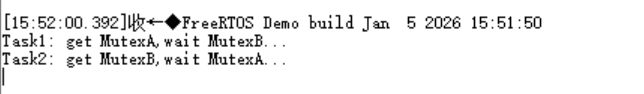 [15:52:00.392]收←◆FreeRTOS Demo build Jan  5 2026 15:51:50
Task1: get MutexA,wait MutexB...
Task2: get MutexB,wait MutexA...